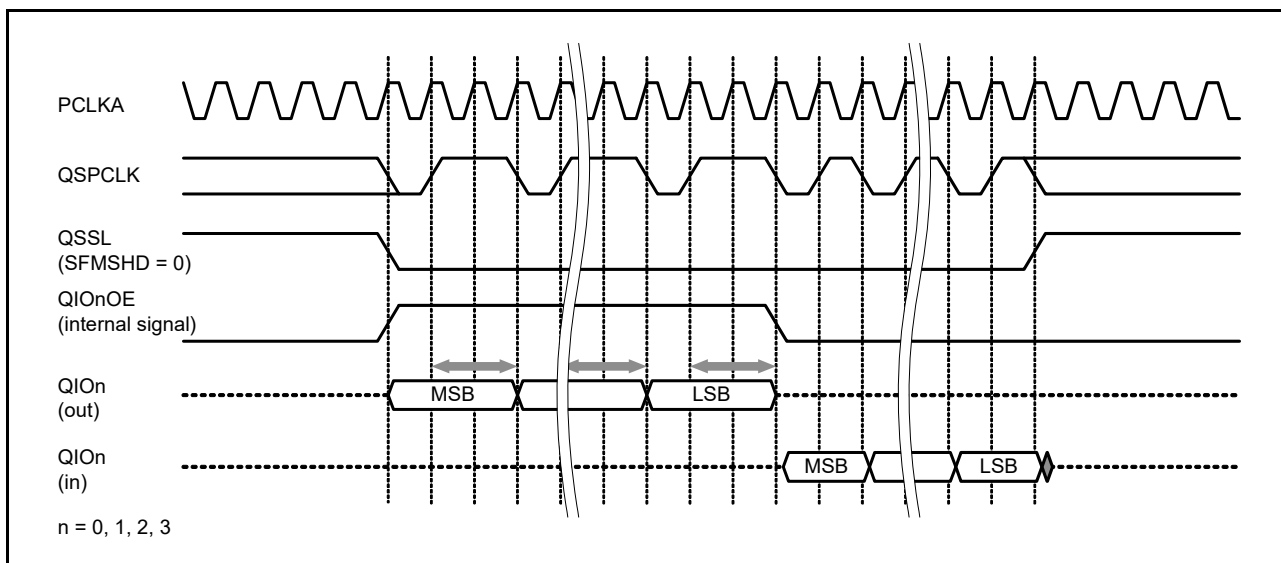 PCLKA
QSPCLK
QSSL
(SFMSHD = 0)
QIOnOE
(internal signal)
QIOn
(out)
MSB
LSB
QIOn
(in)
MSB
LSB
n = 0, 1, 2, 3